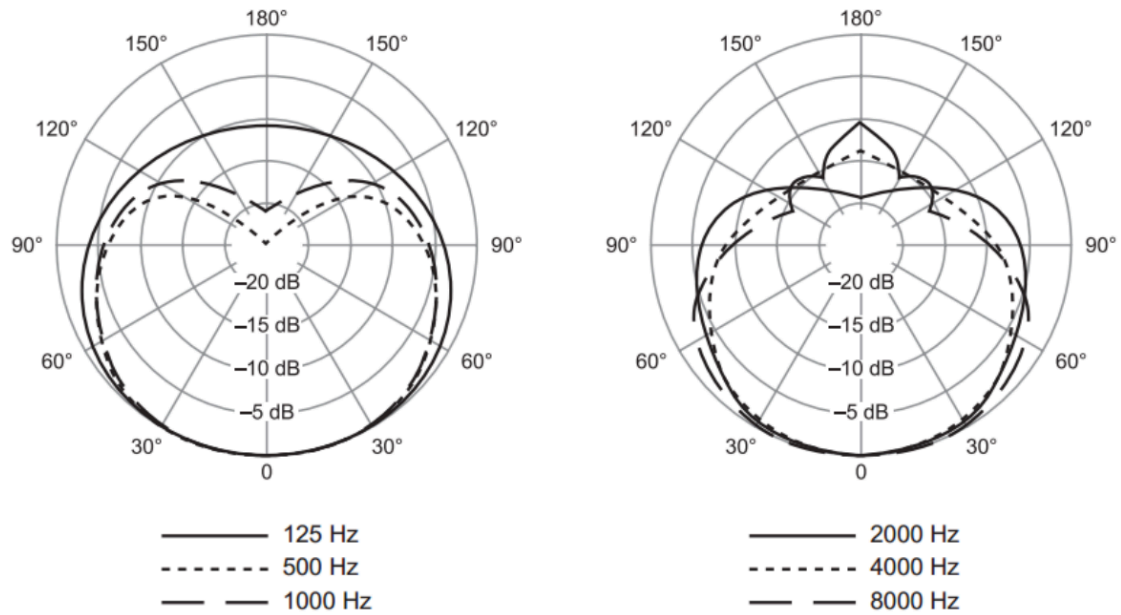 180°
150° 150°
120° 120°
90° 90°
–20 dB
–15 dB
60° 60°
–10 dB
–5 dB
30° 30°
0
125 Hz
500 Hz
1000 Hz
180°
150° 150°
120° 120°
90° 90°
–20 dB
–15 dB
60° 60°
–10 dB
–5 dB
30° 30°
0
2000 Hz
4000 Hz
8000 Hz